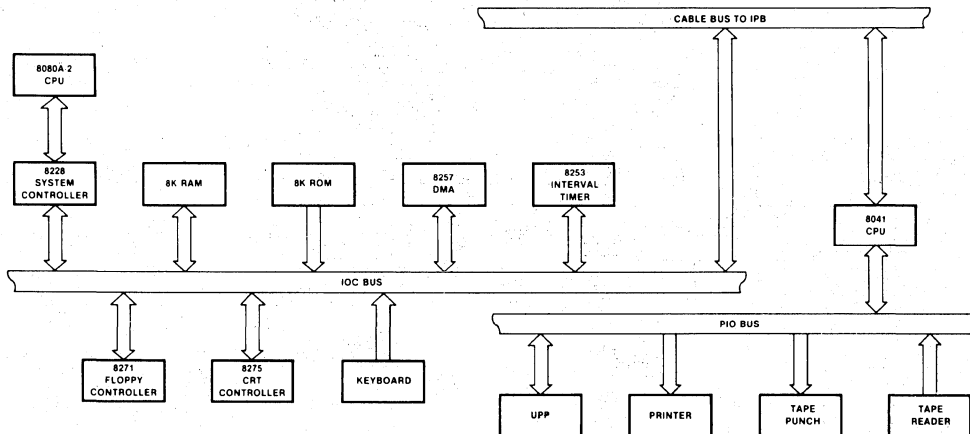 CABLE BUS TO IPB
8080A-2
CPU
8228
SYSTEM
CONTROLLER
8K RAM
8K ROM
8257
DMA
8253
INTERVAL
TIMER
8041
CPU
IOC BUS
PIO BUS
8271
FLOPPY
CONTROLLER
8275
CRT
CONTROLLER
KEYBOARD
UPP
PRINTER
TAPE
PUNCH
TAPE
READER